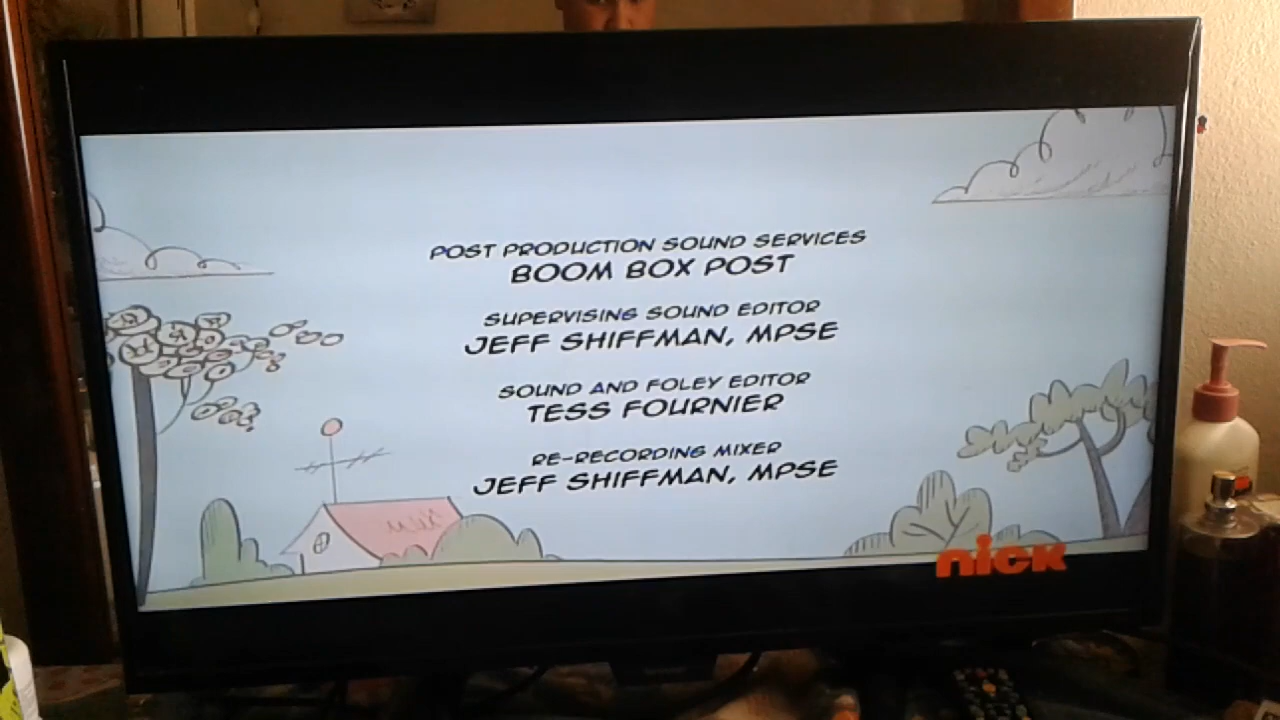 POST PRODUCTION SOUND SERVICES
BOOM BOX POST
SUPERVISING SOUND EDITOR
JEFF SHIFFMAN, MPSE
SOUND AND FOLEY EDITOR
TESS FOURNIER
RE-RECORDING MIXER
JEFF SHIFFMAN, MPSE
nick